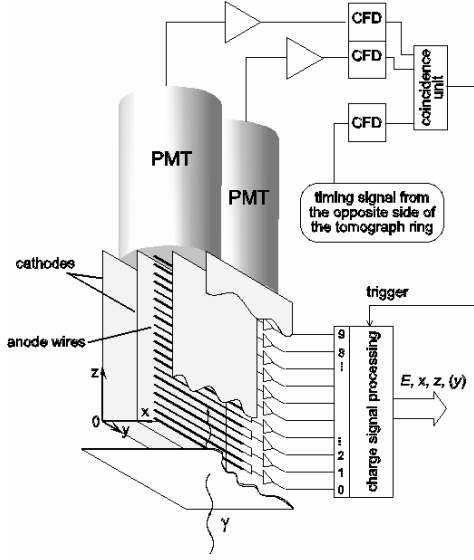 CFD
CFD
coincidence
unit
CFD
PMT
PMT
timing signal from
the opposite side of
the tomograph ring
cathodes
anode wires
trigger
z
0
x
y
9
8
...
...
2
1
0
charge signal processing
E, x, z, (y)
γ